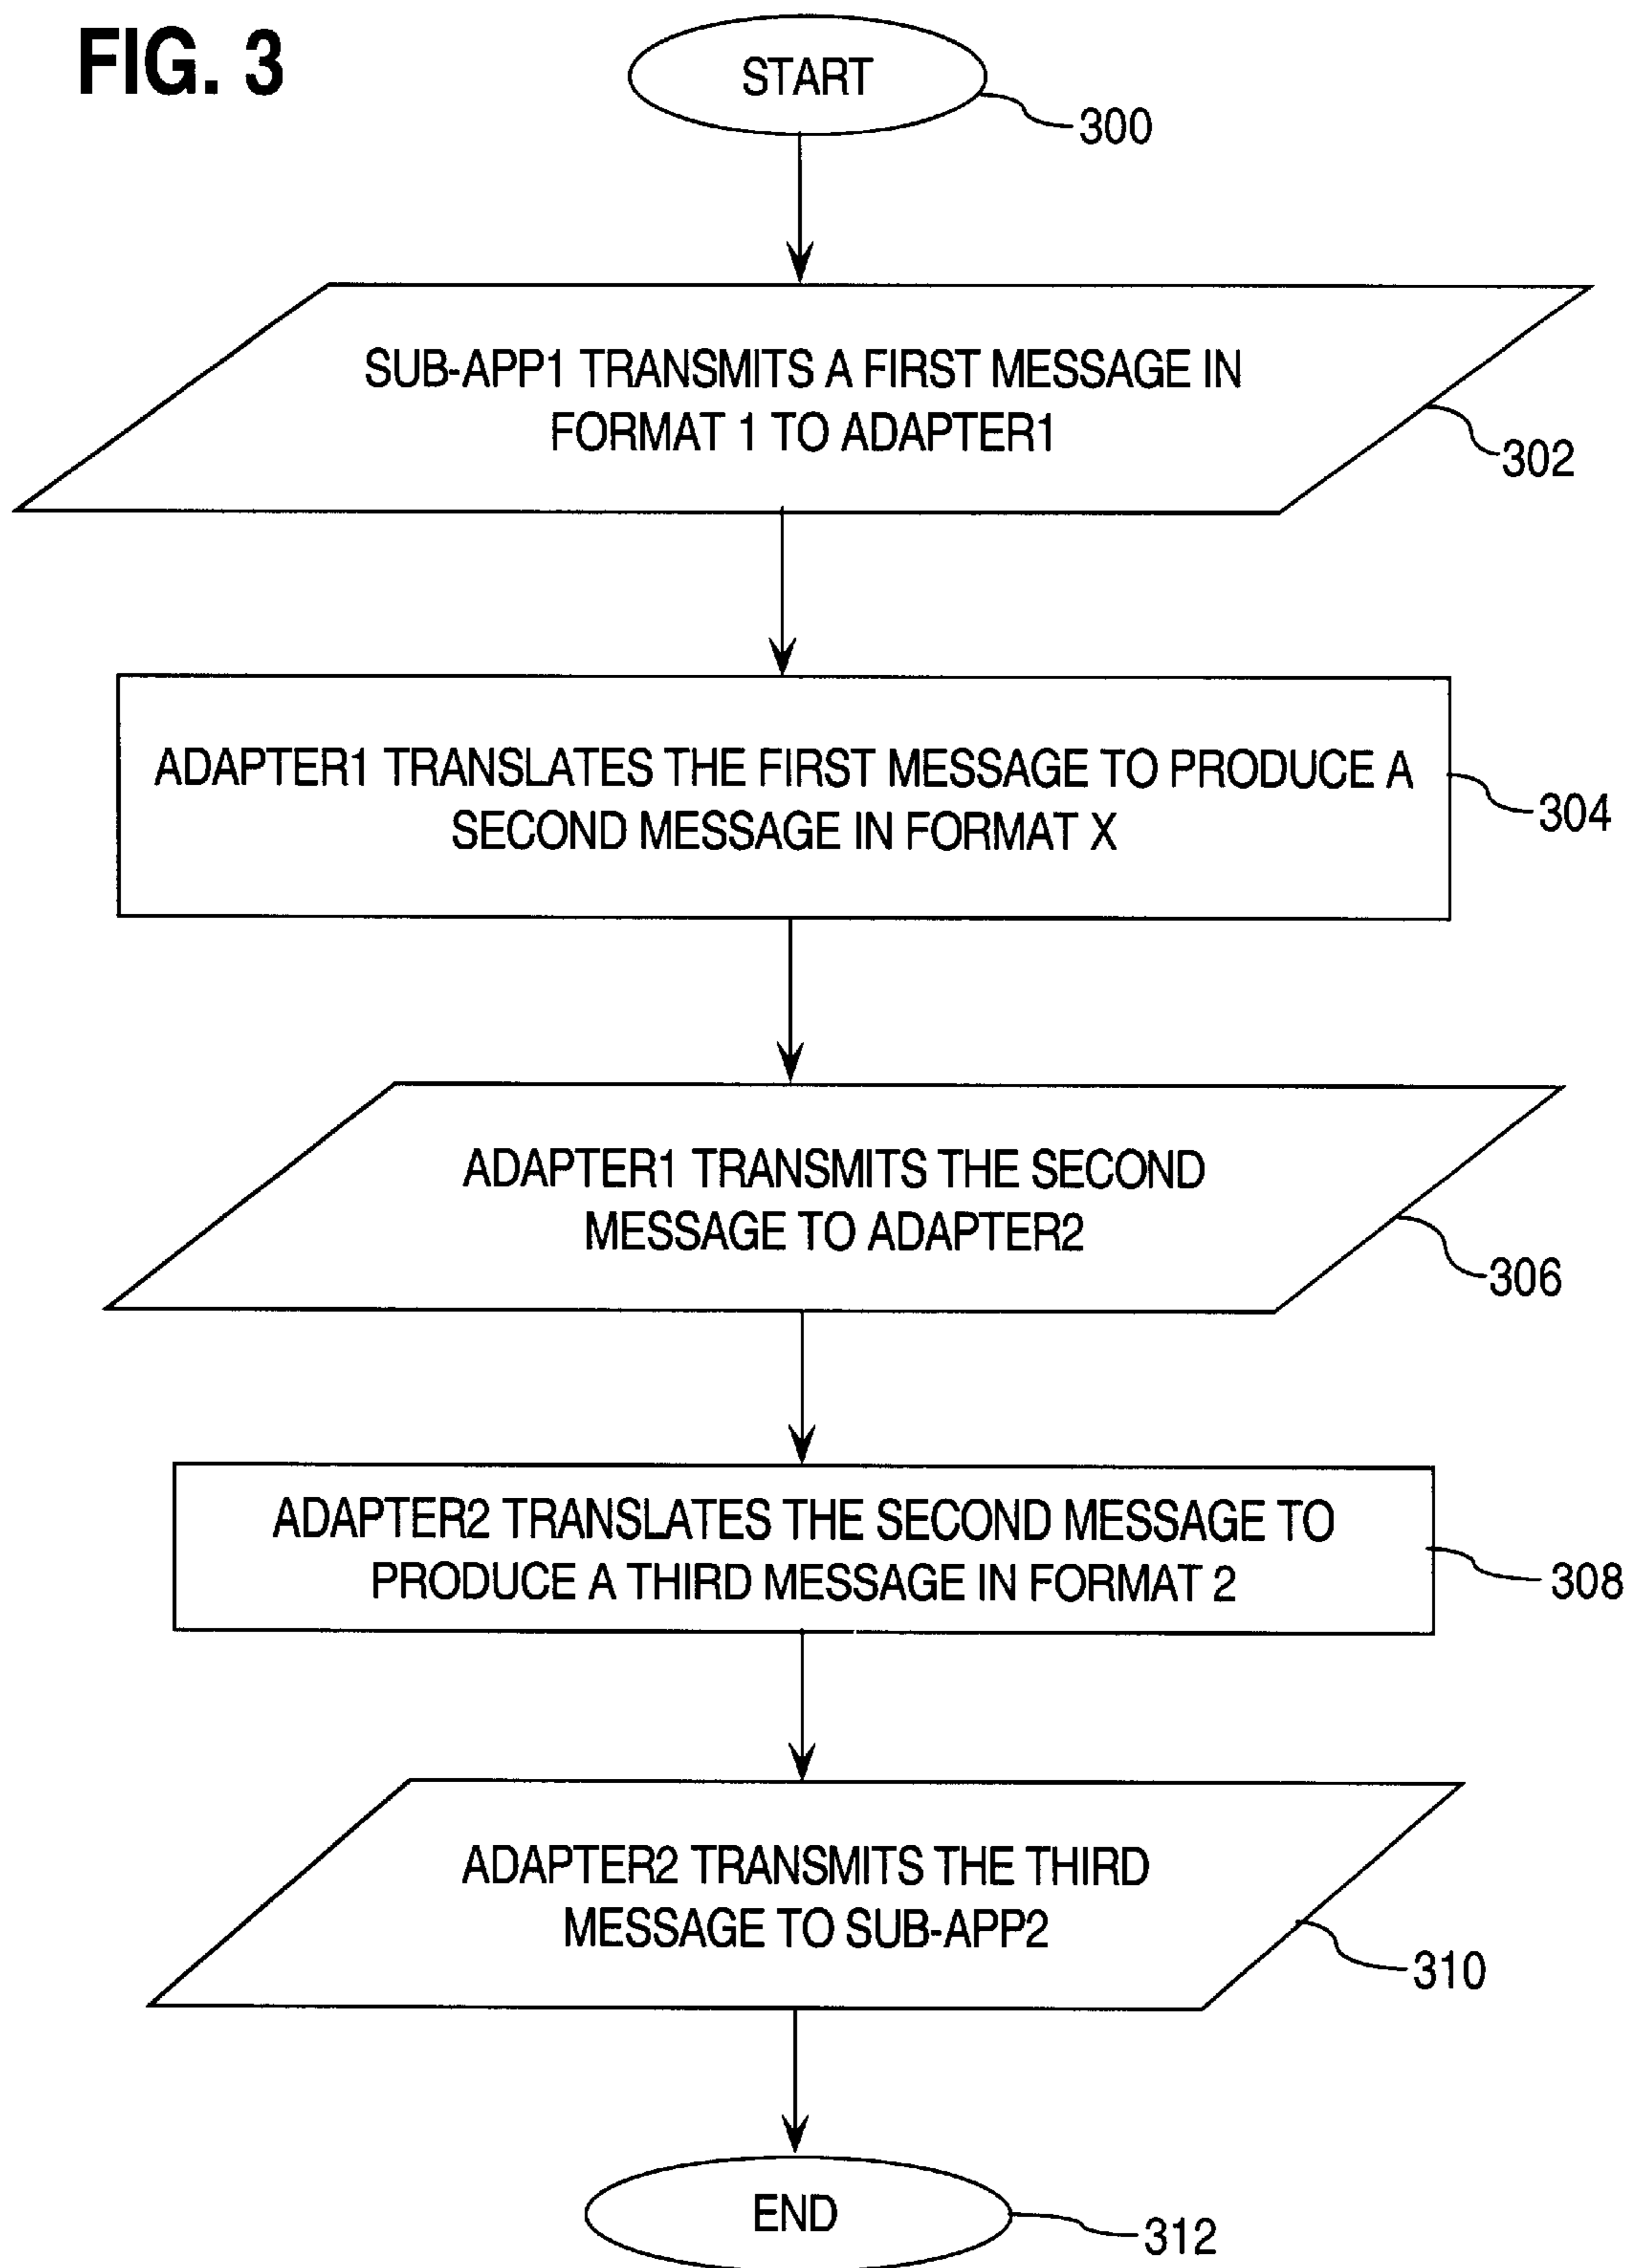 FIG. 3
START
300
SUB-APP1 TRANSMITS A FIRST MESSAGE IN
FORMAT 1 TO ADAPTER1
302
ADAPTER1 TRANSLATES THE FIRST MESSAGE TO PRODUCE A
SECOND MESSAGE IN FORMAT X
304
ADAPTER1 TRANSMITS THE SECOND
MESSAGE TO ADAPTER2
306
ADAPTER2 TRANSLATES THE SECOND MESSAGE TO
PRODUCE A THIRD MESSAGE IN FORMAT 2
308
ADAPTER2 TRANSMITS THE THIRD
MESSAGE TO SUB-APP2
310
END
312